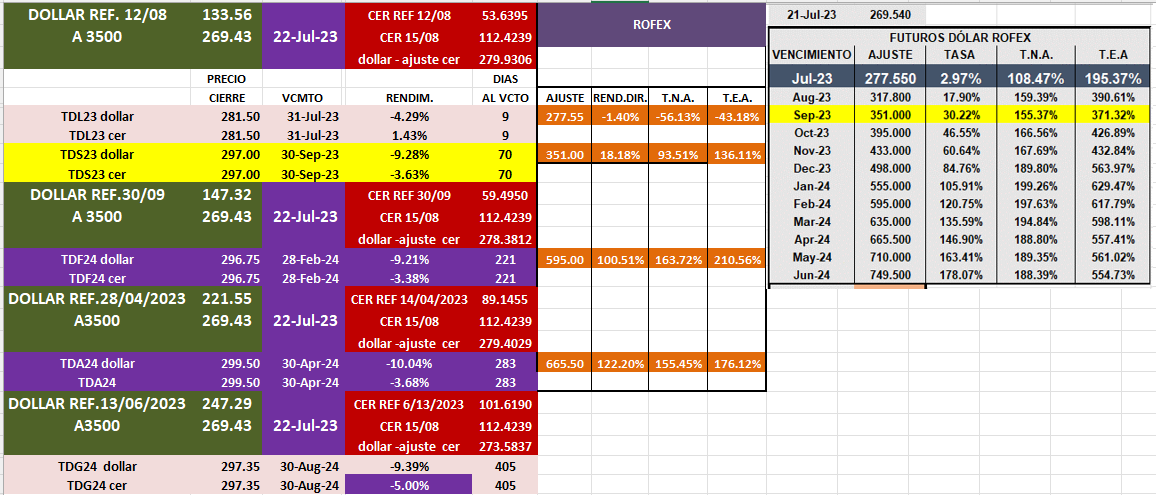 DOLLAR REF. 12/08 133.56 22-Jul-23 CER REF 12/08 53.6395 ROFEX
A 3500 269.43 CER 15/08 112.4239
dollar - ajuste cer 279.9306
PRECIO DIAS
CIERRE VCMTO RENDIM. AL VCTO AJUSTE REND.DIR. T.N.A. T.E.A.
TDL23 dollar 281.50 31-Jul-23 -4.29% 9 277.55 -1.40% -56.13% -43.18%
TDL23 cer 281.50 31-Jul-23 1.43% 9
TDS23 dollar 297.00 30-Sep-23 -9.28% 70 351.00 18.18% 93.51% 136.11%
TDS23 cer 297.00 30-Sep-23 -3.63% 70
DOLLAR REF.30/09 147.32 22-Jul-23 CER REF 30/09 59.4950
A 3500 269.43 CER 15/08 112.4239
dollar -ajuste cer 278.3812
TDF24 dollar 296.75 28-Feb-24 -9.21% 221 595.00 100.51% 163.72% 210.56%
TDF24 cer 296.75 28-Feb-24 -3.38% 221
DOLLAR REF.28/04/2023 221.55 22-Jul-23 CER REF 14/04/2023 89.1455
A3500 269.43 CER 15/08 112.4239
dollar -ajuste cer 279.4029
TDA24 dollar 299.50 30-Apr-24 -10.04% 283 665.50 122.20% 155.45% 176.12%
TDA24 299.50 30-Apr-24 -3.68% 283
DOLLAR REF.13/06/2023 247.29 22-Jul-23 CER REF 6/13/2023 101.6190
A3500 269.43 CER 15/08 112.4239
dollar -ajuste cer 273.5837
TDG24 dollar 297.35 30-Aug-24 -9.39% 405
TDG24 cer 297.35 30-Aug-24 -5.00% 405
21-Jul-23 269.540
FUTUROS DÓLAR ROFEX
VENCIMIENTO AJUSTE TASA T.N.A. T.E.A
Jul-23 277.550 2.97% 108.47% 195.37%
Aug-23 317.800 17.90% 159.39% 390.61%
Sep-23 351.000 30.22% 155.37% 371.32%
Oct-23 395.000 46.55% 166.56% 426.89%
Nov-23 433.000 60.64% 167.69% 432.84%
Dec-23 498.000 84.76% 189.80% 563.97%
Jan-24 555.000 105.91% 199.26% 629.47%
Feb-24 595.000 120.75% 197.63% 617.79%
Mar-24 635.000 135.59% 194.84% 598.11%
Apr-24 665.500 146.90% 188.80% 557.41%
May-24 710.000 163.41% 189.35% 561.02%
Jun-24 749.500 178.07% 188.39% 554.73%